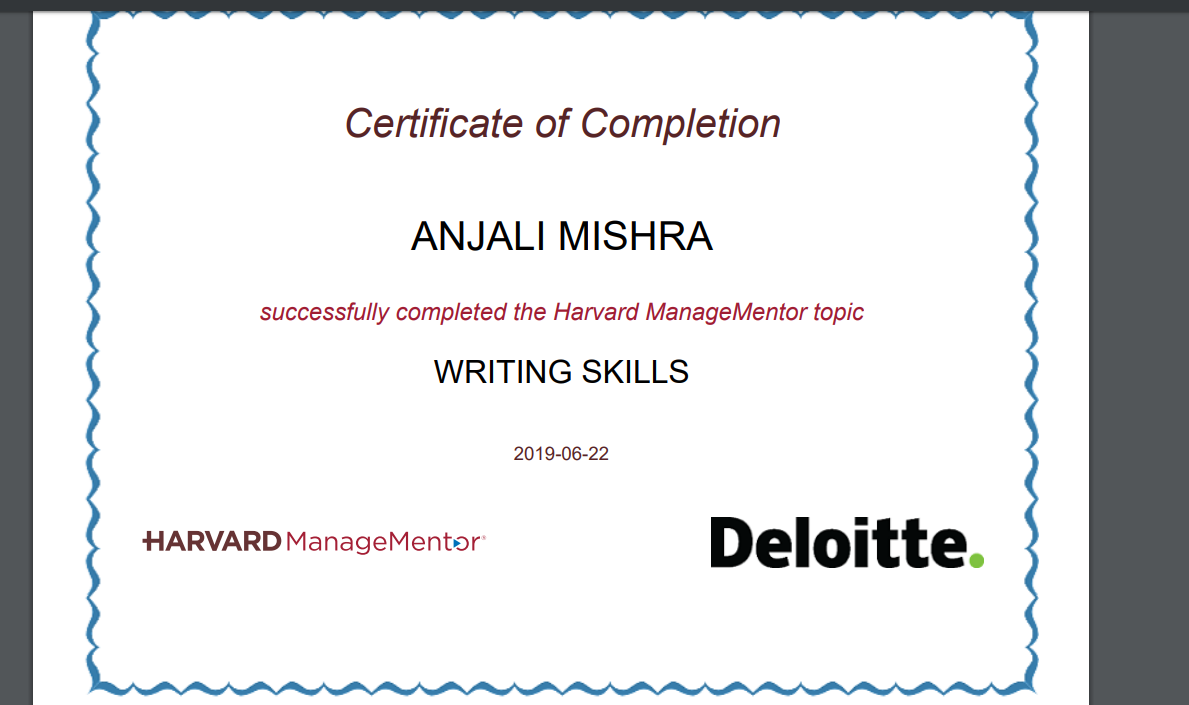 Certificate of Completion
ANJALI MISHRA
successfully completed the Harvard ManageMentor topic
WRITING SKILLS
2019-06-22
HARVARD ManageMentor®
Deloitte.